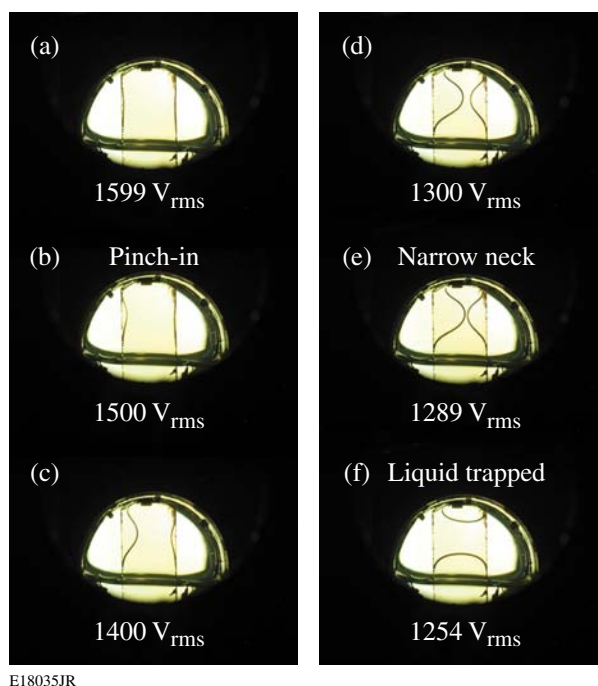 (a)
1599 Vrms
(b) Pinch-in
1500 Vrms
(c)
1400 Vrms
(d)
1300 Vrms
(e) Narrow neck
1289 Vrms
(f) Liquid trapped
1254 Vrms
E18035JR